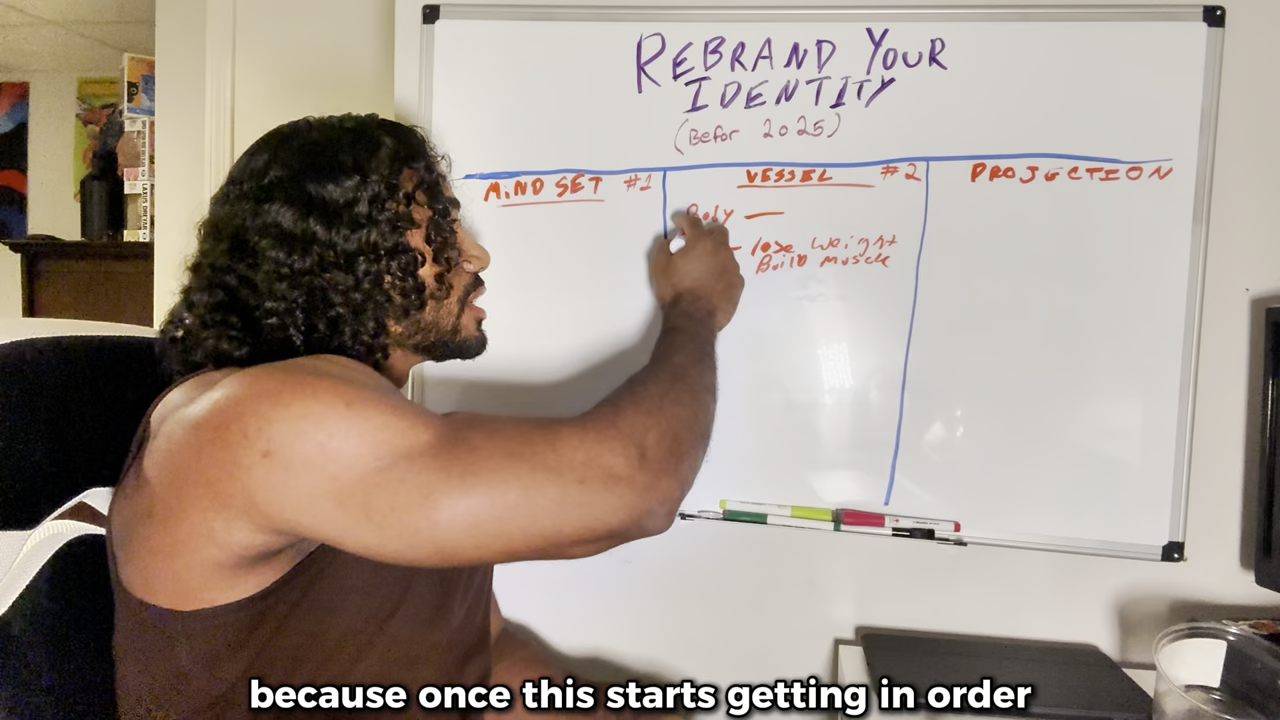 REBRAND YOUR
IDENTITY
(Befor 2025)
MINDSET #1
VESSEL #2
PROJECTION
Body —
- lose weight
Build muscle
because once this starts getting in order